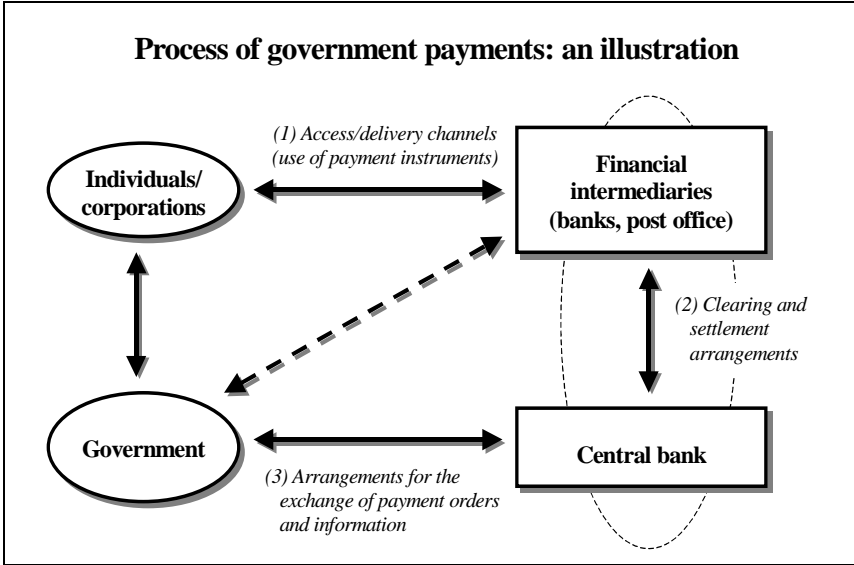 Process of government payments: an illustration
(1) Access/delivery channels
(use of payment instruments)
Individuals/
corporations
Financial
intermediaries
(banks, post office)
(2) Clearing and
settlement
arrangements
Government
Central bank
(3) Arrangements for the
exchange of payment orders
and information